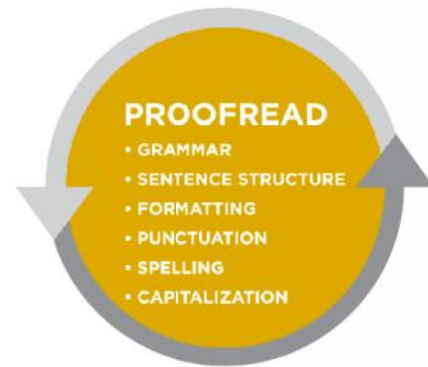 PROOFREAD
• GRAMMAR
• SENTENCE STRUCTURE
• FORMATTING
• PUNCTUATION
• SPELLING
• CAPITALIZATION